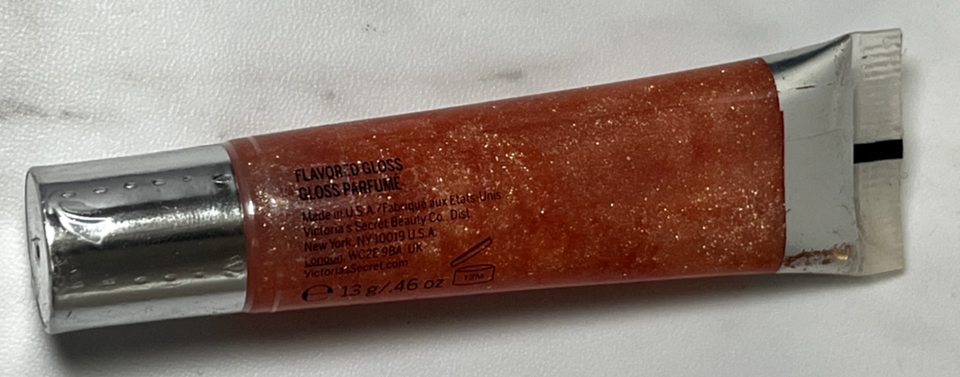 FLAVORED GLOSS
GLOSS PARFUMÉ
Made in U.S.A./Fabriqué aux États-Unis
Victoria's Secret Beauty Co. Dist.
New York, NY 10019 U.S.A
London, WC2E 9BA, UK
VictoriasSecret.com
℮ 13 g/.46 oz
12M